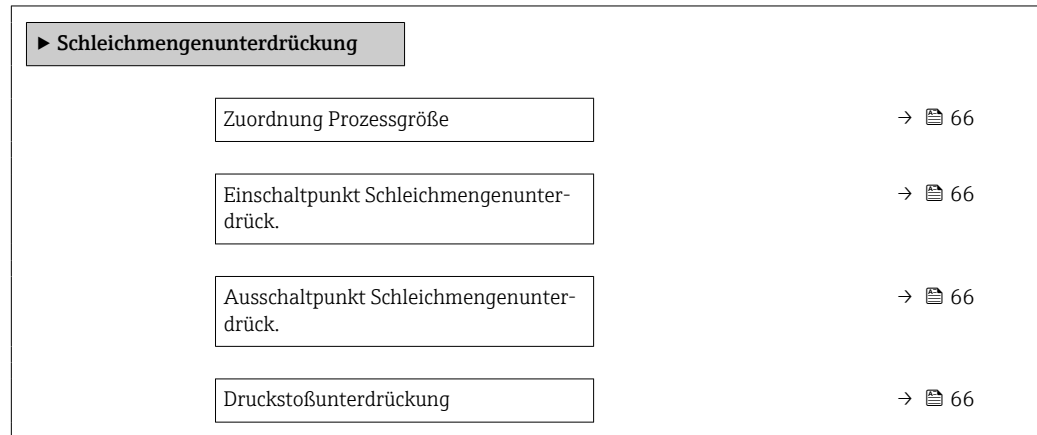 ▶ Schleichmengenunterdrückung
Zuordnung Prozessgröße → 66
Einschaltpunkt Schleichmengenunter- → 66
drück.
Ausschaltpunkt Schleichmengenunter- → 66
drück.
Druckstoßunterdrückung → 66